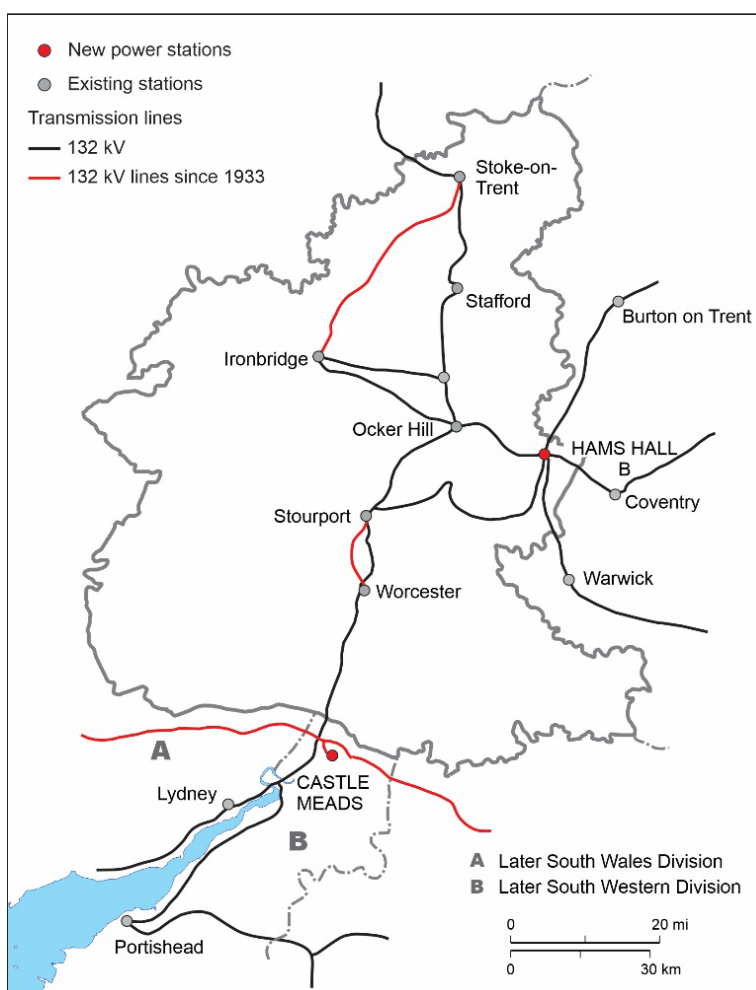 New power stations
Existing stations
Transmission lines
132 kV
132 kV lines since 1933
Stoke-on-
Trent
Stafford
Burton on Trent
Ironbridge
Ocker Hill
HAMS HALL
B
Coventry
Stourport
Warwick
Worcester
A
CASTLE
MEADS
Lydney
B
Portishead
A Later South Wales Division
B Later South Western Division
0 20 mi
0 30 km